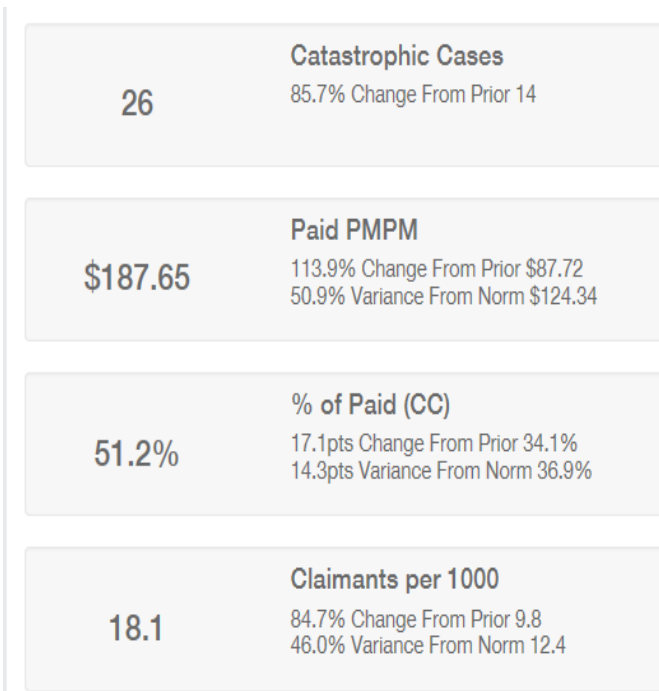 26
Catastrophic Cases
85.7% Change From Prior 14
$187.65
Paid PMPM
113.9% Change From Prior $87.72
50.9% Variance From Norm $124.34
51.2%
% of Paid (CC)
17.1pts Change From Prior 34.1%
14.3pts Variance From Norm 36.9%
18.1
Claimants per 1000
84.7% Change From Prior 9.8
46.0% Variance From Norm 12.4